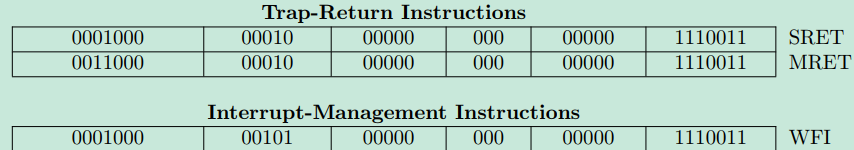 Trap-Return Instructions
0001000 00010 00000 000 00000 1110011 SRET
0011000 00010 00000 000 00000 1110011 MRET
Interrupt-Management Instructions
0001000 00101 00000 000 00000 1110011 WFI